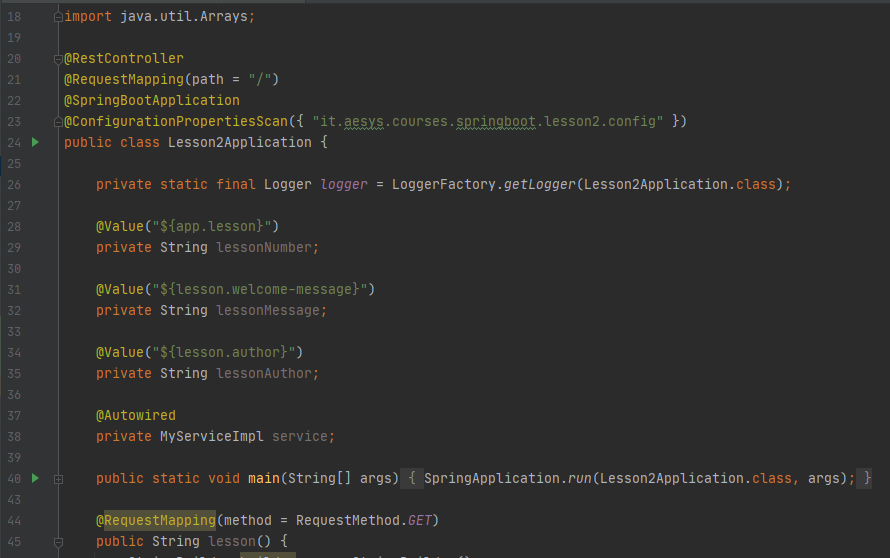 18 import java.util.Arrays;
19
20 @RestController
21 @RequestMapping(path = "/")
22 @SpringBootApplication
23 @ConfigurationPropertiesScan({ "it.aesys.courses.springboot.lesson2.config" })
24 public class Lesson2Application {
25
26 private static final Logger logger = LoggerFactory.getLogger(Lesson2Application.class);
27
28 @Value("${app.lesson}")
29 private String lessonNumber;
30
31 @Value("${lesson.welcome-message}")
32 private String lessonMessage;
33
34 @Value("${lesson.author}")
35 private String lessonAuthor;
36
37 @Autowired
38 private MyServiceImpl service;
39
40 public static void main(String[] args) { SpringApplication.run(Lesson2Application.class, args); }
43
44 @RequestMapping(method = RequestMethod.GET)
45 public String lesson() {